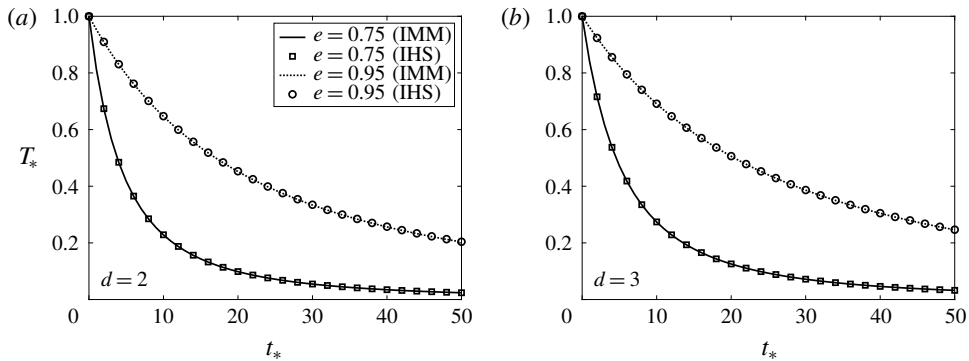 (a)
1.0
0.8
0.6
0.4
0.2
T*
e = 0.75 (IMM)
e = 0.75 (IHS)
e = 0.95 (IMM)
e = 0.95 (IHS)
d = 2
0 10 20 30 40 50
t*
(b)
1.0
0.8
0.6
0.4
0.2
d = 3
0 10 20 30 40 50
t*